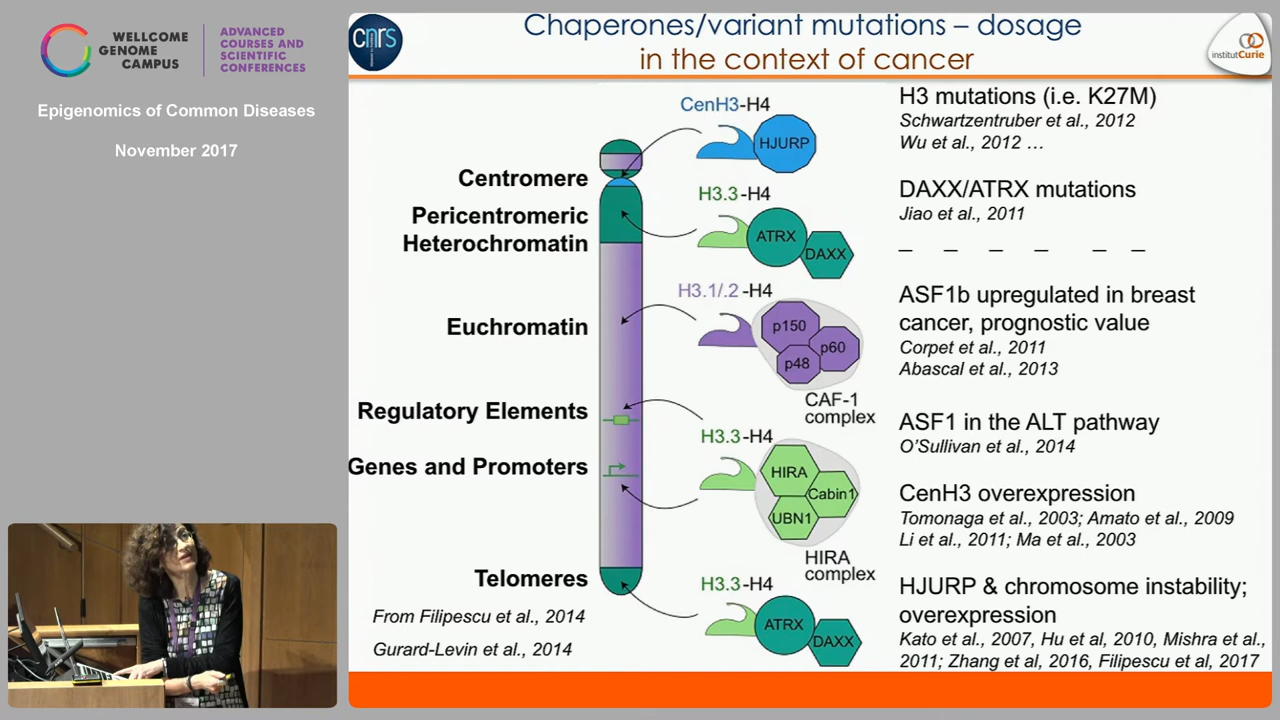 WELLCOME
GENOME
CAMPUS
ADVANCED
COURSES AND
SCIENTIFIC
CONFERENCES
Epigenomics of Common Diseases
November 2017
cnrs
Chaperones/variant mutations – dosage
in the context of cancer
institutCurie
CenH3-H4
HJURP
Centromere
H3.3-H4
ATRX
DAXX
Pericentromeric
Heterochromatin
H3.1/.2-H4
p150
p60
p48
CAF-1
complex
Euchromatin
Regulatory Elements
H3.3-H4
HIRA
Cabin1
UBN1
HIRA
complex
Genes and Promoters
Telomeres
H3.3-H4
ATRX
DAXX
From Filipescu et al., 2014
Gurard-Levin et al., 2014
H3 mutations (i.e. K27M)
Schwartzentruber et al., 2012
Wu et al., 2012 ...
DAXX/ATRX mutations
Jiao et al., 2011
– – – – – –
ASF1b upregulated in breast
cancer, prognostic value
Corpet et al., 2011
Abascal et al., 2013
ASF1 in the ALT pathway
O'Sullivan et al., 2014
CenH3 overexpression
Tomonaga et al., 2003; Amato et al., 2009
Li et al., 2011; Ma et al., 2003
HJURP & chromosome instability;
overexpression
Kato et al., 2007, Hu et al, 2010, Mishra et al.,
2011; Zhang et al, 2016, Filipescu et al, 2017